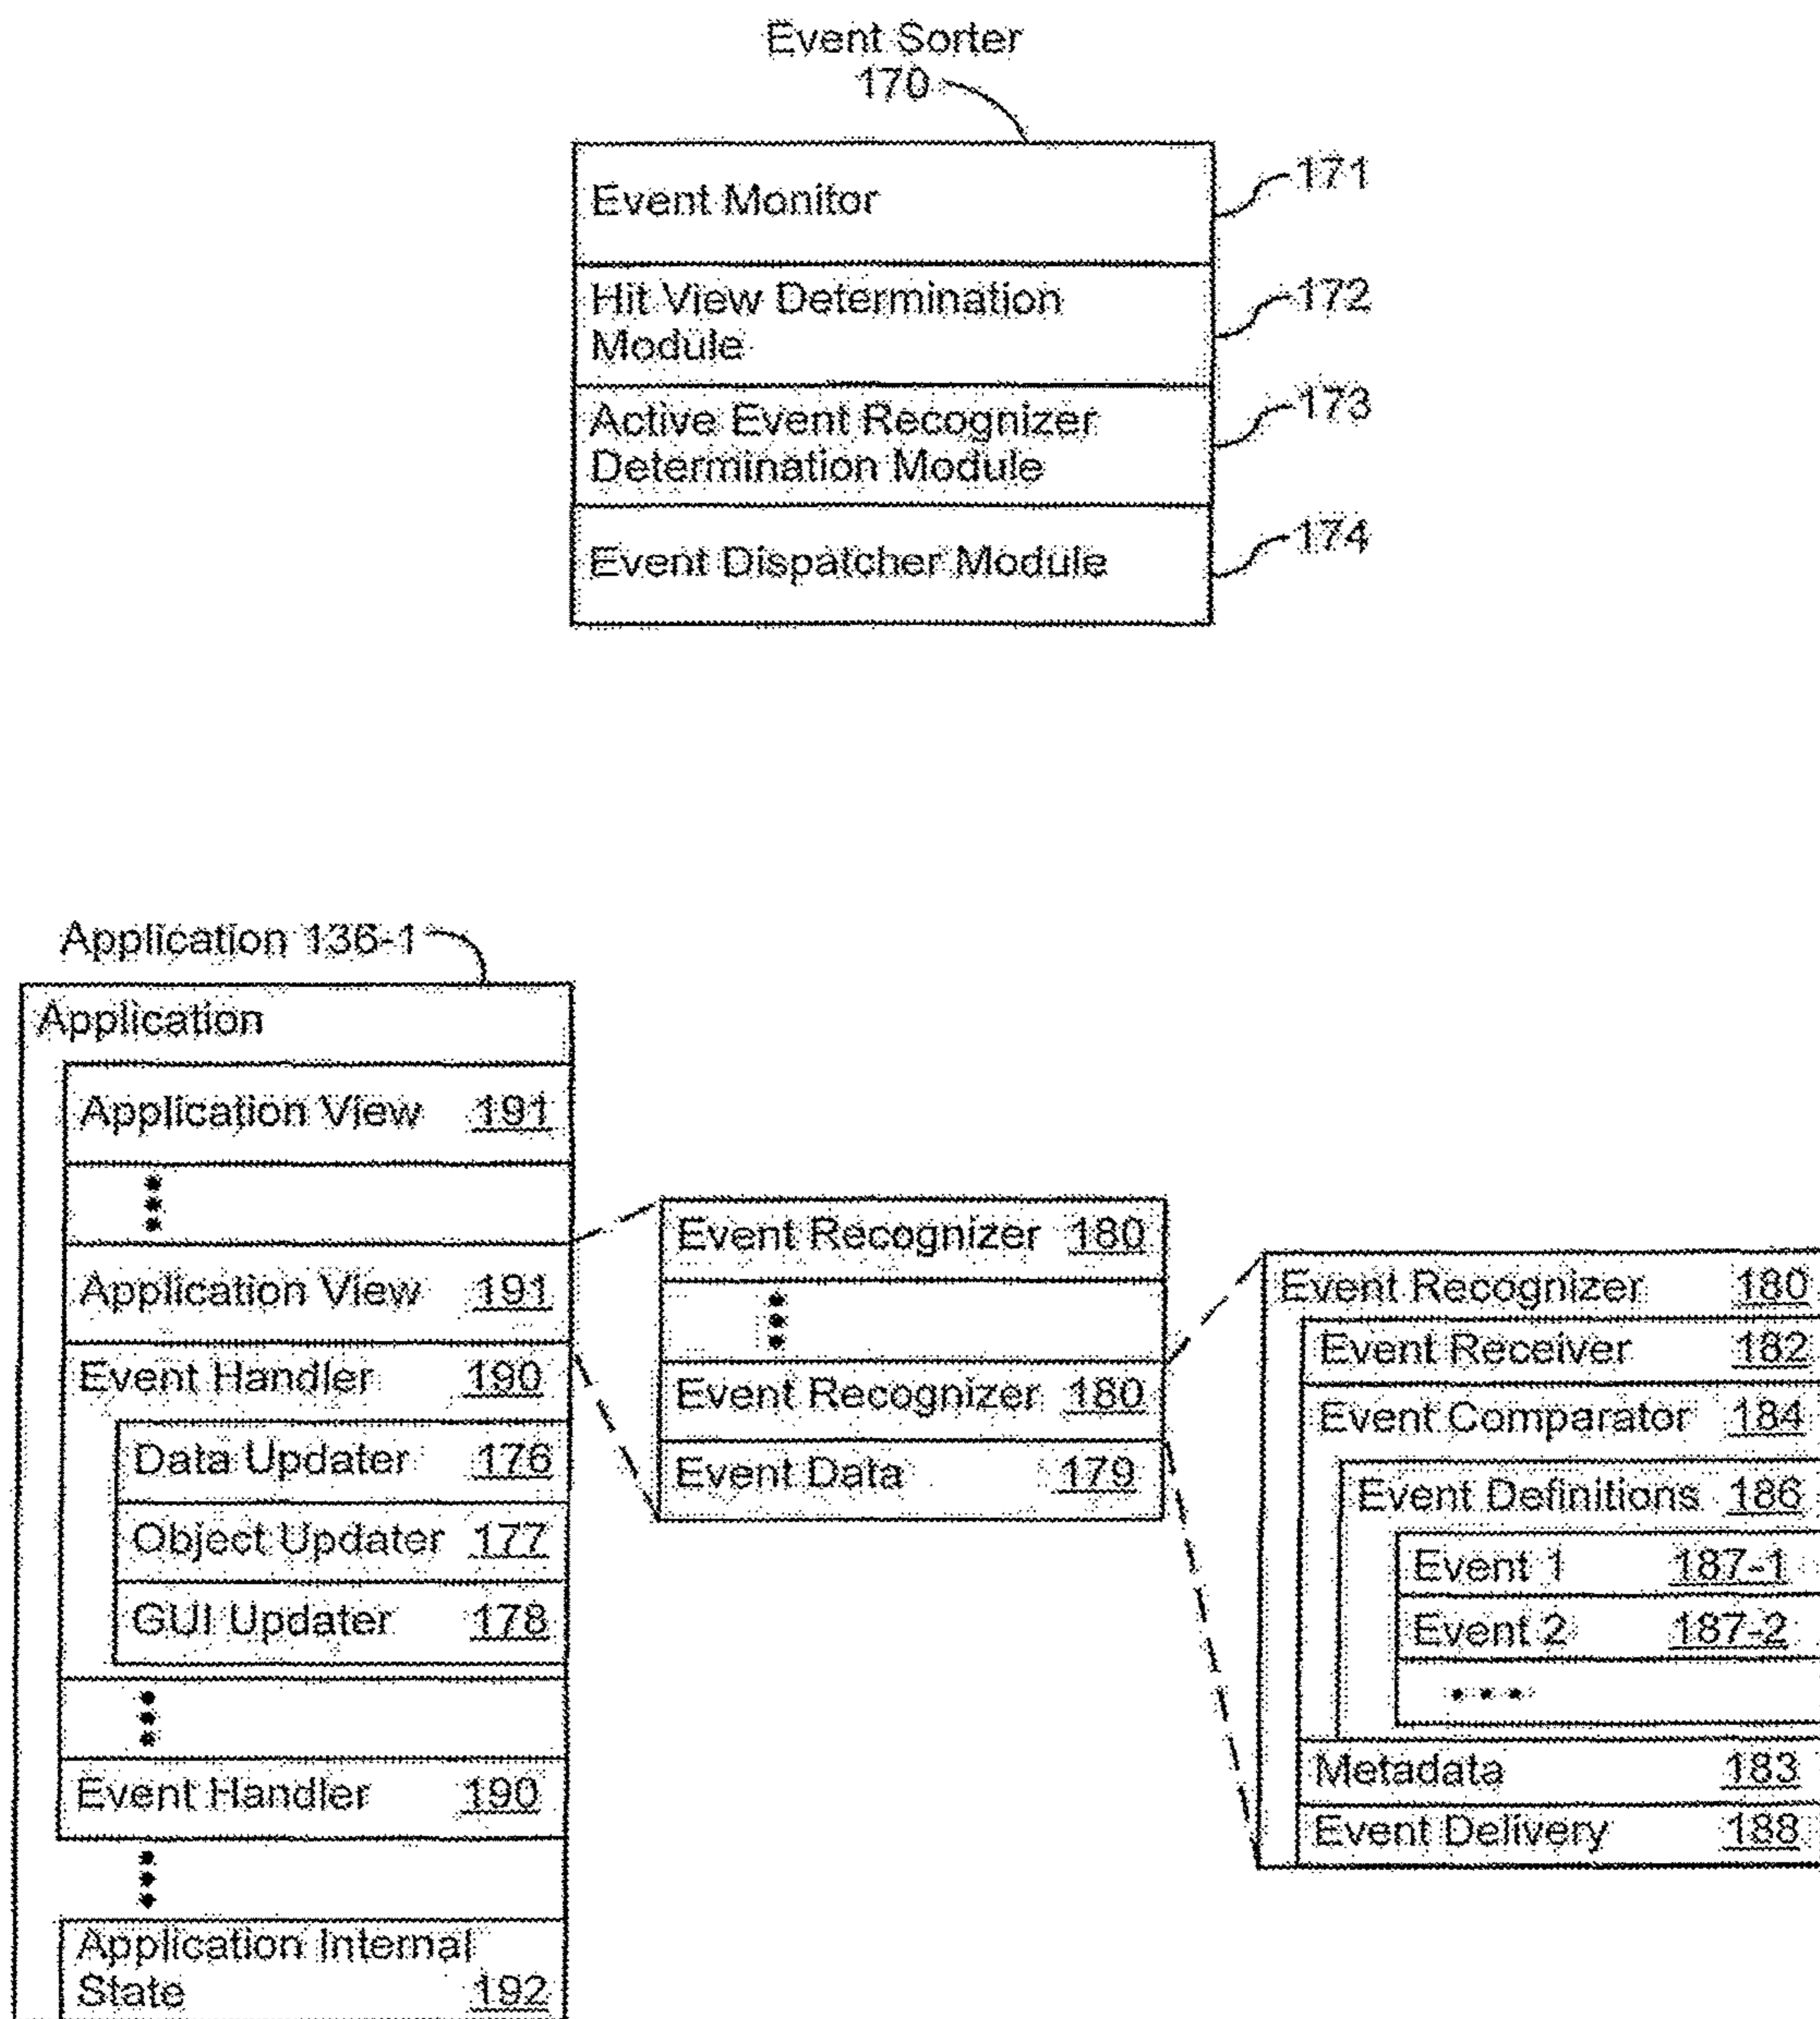 Event Sorter
170
Event Monitor
171
Hit View Determination
Module
172
Active Event Recognizer
Determination Module
173
Event Dispatcher Module
174
Application 136-1
Application
Application View 191
Application View 191
Event Handler 190
Data Updater 176
Object Updater 177
GUI Updater 178
Event Handler 190
Application Internal
State 192
Event Recognizer 180
Event Recognizer 180
Event Data 179
Event Recognizer 180
Event Receiver 182
Event Comparator 184
Event Definitions 186
Event 1 187-1
Event 2 187-2
Metadata 183
Event Delivery 188